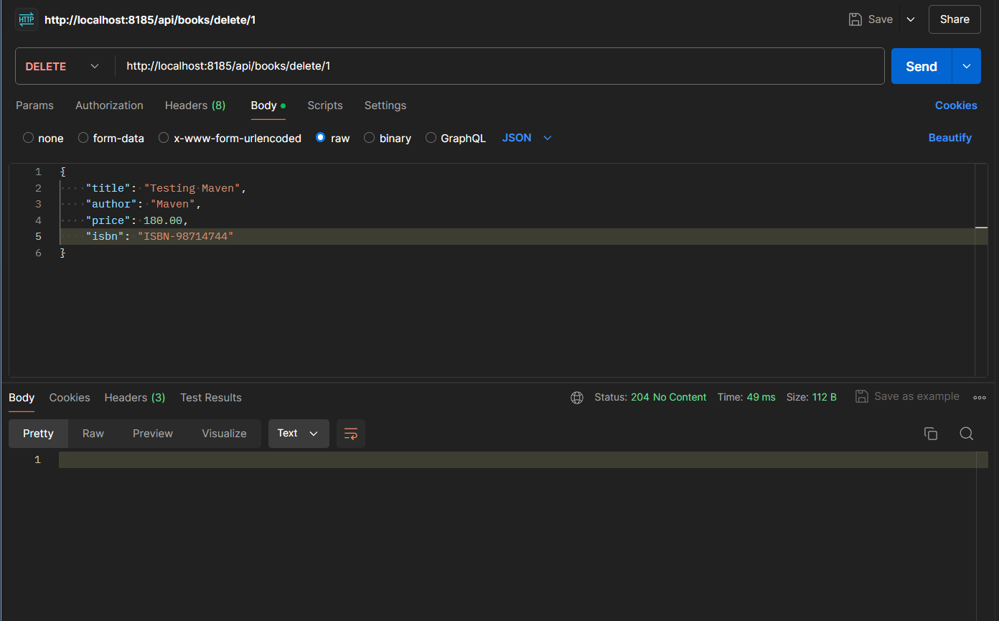 HTTP http://localhost:8185/api/books/delete/1 Save Share
DELETE http://localhost:8185/api/books/delete/1 Send
Params Authorization Headers (8) Body Scripts Settings Cookies
none form-data x-www-form-urlencoded raw binary GraphQL JSON Beautify
1 {
2 "title": "Testing Maven",
3 "author": "Maven",
4 "price": 180.00,
5 "isbn": "ISBN-98714744"
6 }
Body Cookies Headers (3) Test Results Status: 204 No Content Time: 49 ms Size: 112 B Save as example
Pretty Raw Preview Visualize Text
1